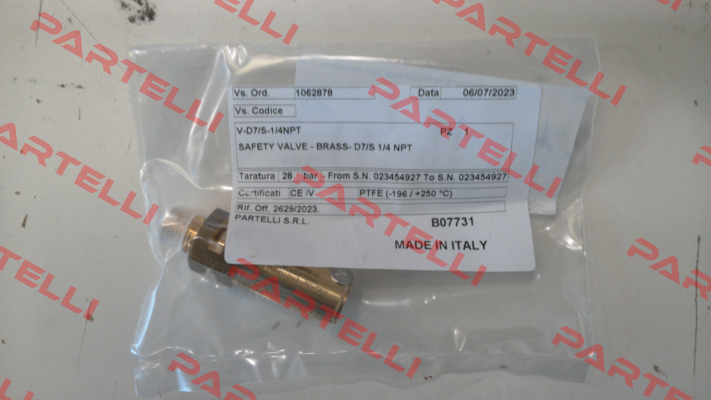 Vs. Ord. 1062878 Data 06/07/2023
Vs. Codice
V-D7/S-1/4NPT PZ 1
SAFETY VALVE - BRASS- D7/S 1/4 NPT
Taratura 28 bar - From S.N. 023454927 To S.N. 023454927
Certificati CE IV PTFE (-196 / +250 °C)
Rif. Off. 2629/2023.
PARTELLI S.R.L. B07731
MADE IN ITALY
PARTELLI
PARTELLI
PARTELLI
PARTELLI
PARTELLI
PARTELLI